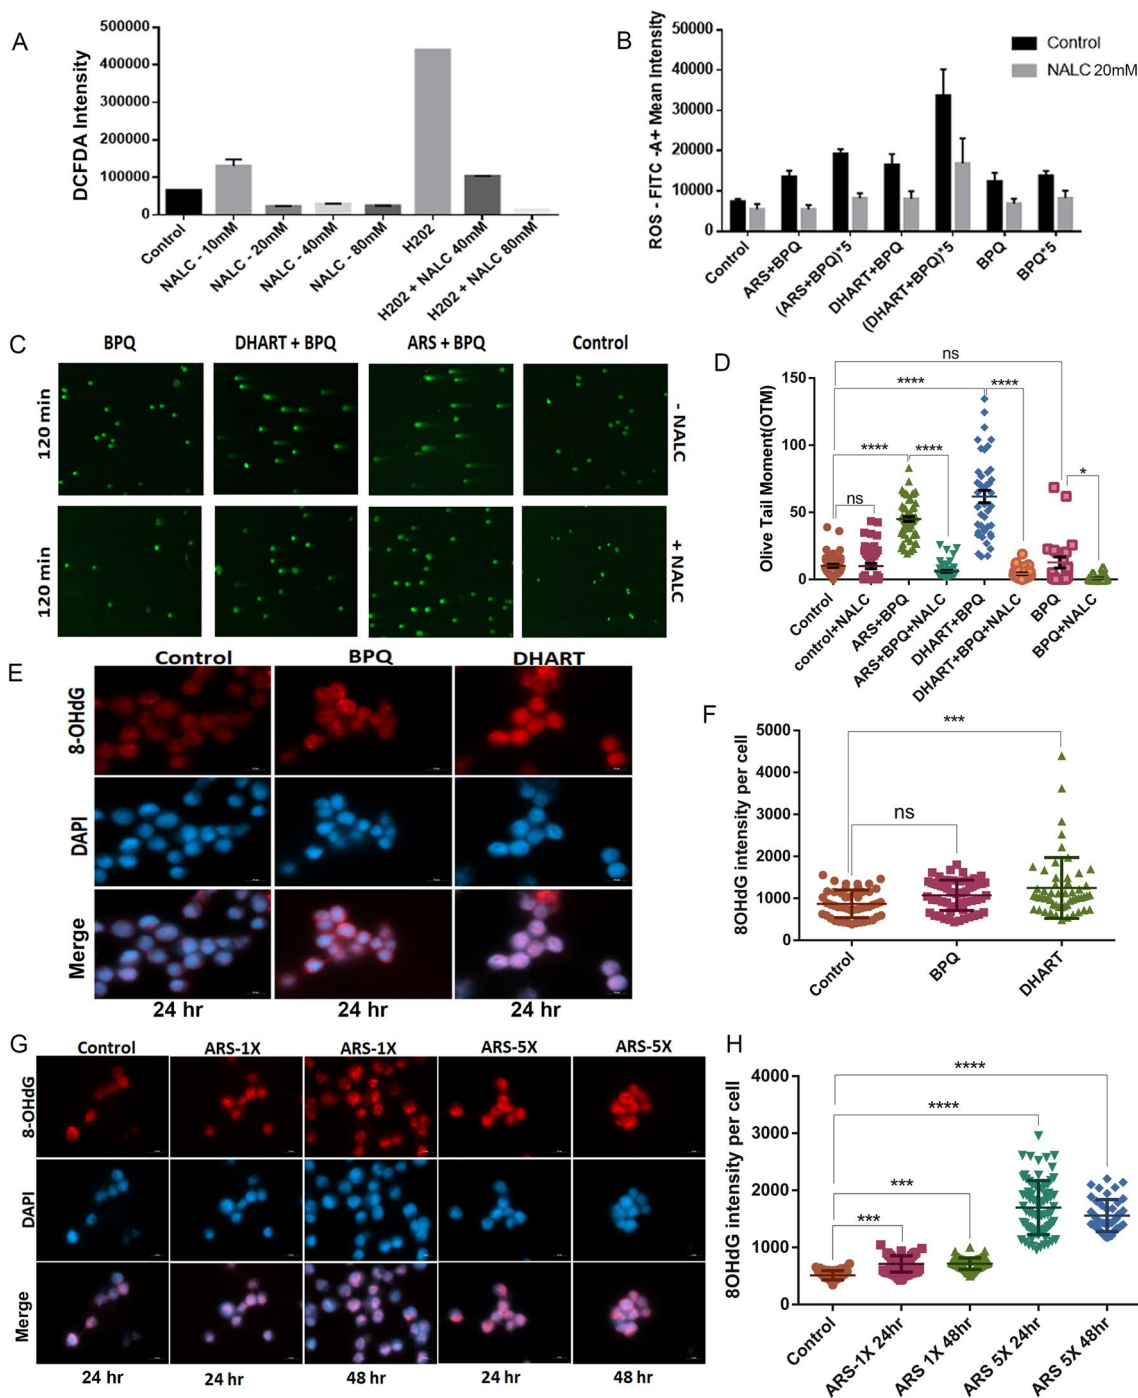 A
DCFDA Intensity
500000
400000
300000
200000
100000
0
Control
NALC - 10mM
NALC - 20mM
NALC - 40mM
NALC - 80mM
H202
H202 + NALC 40mM
H202 + NALC 80mM
B
ROS - FITC -A+ Mean Intensity
50000
40000
30000
20000
10000
0
Control
NALC 20mM
Control
ARS+BPQ
(ARS+BPQ)*5
DHART+BPQ
(DHART+BPQ)*5
BPQ
BPQ*5
C
BPQ
DHART + BPQ
ARS + BPQ
Control
120 min
- NALC
120 min
+ NALC
D
Olive Tail Moment(OTM)
150
100
50
0
ns
****
****
****
****
ns
*
Control
control+NALC
ARS+BPQ
ARS+BPQ+NALC
DHART+BPQ
DHART+BPQ+NALC
BPQ
BPQ+NALC
E
Control
BPQ
DHART
8-OHdG
DAPI
Merge
24 hr
24 hr
24 hr
F
8OHdG intensity per cell
5000
4000
3000
2000
1000
0
***
ns
Control
BPQ
DHART
G
Control
ARS-1X
ARS-1X
ARS-5X
ARS-5X
8-OHdG
DAPI
Merge
24 hr
24 hr
48 hr
24 hr
48 hr
H
8OHdG intensity per cell
4000
3000
2000
1000
0
****
****
***
***
Control
ARS-1X 24hr
ARS 1X 48hr
ARS 5X 24hr
ARS 5X 48hr